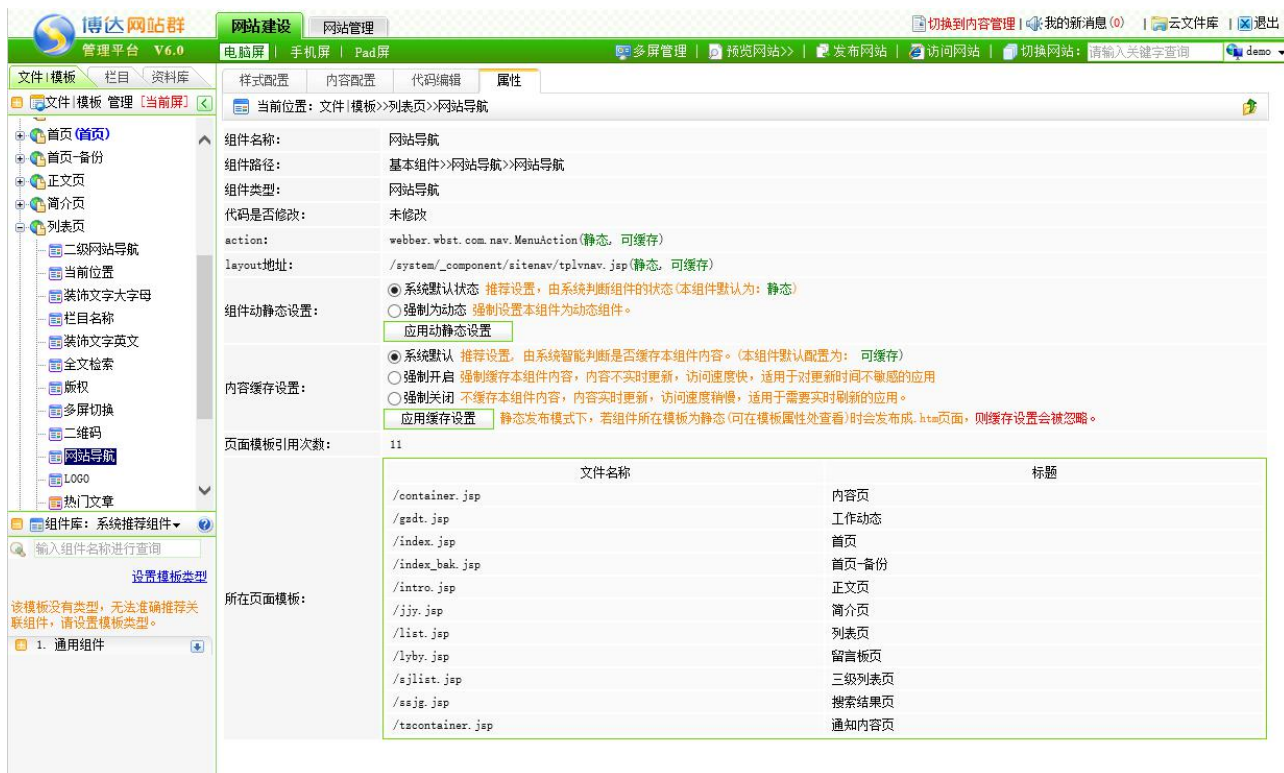 博达网站群
管理平台 V6.0
网站建设 网站管理
切换到内容管理 | 我的新消息(0) | 云文件库 | 退出
电脑屏 | 手机屏 | Pad屏
多屏管理 | 预览网站>> | 发布网站 | 访问网站 | 切换网站: 请输入关键字查询 demo
文件|模板 栏目 资料库
样式配置 内容配置 代码编辑 属性
文件|模板 管理 [当前屏]
当前位置: 文件|模板>>列表页>>网站导航
首页(首页)
首页-备份
正文页
简介页
列表页
二级网站导航
当前位置
装饰文字大字母
栏目名称
装饰文字英文
全文检索
版权
多屏切换
二维码
网站导航
LOGO
热门文章
组件库: 系统推荐组件
输入组件名称进行查询
设置模板类型
该模板没有类型,无法准确推荐关
联组件,请设置模板类型。
1. 通用组件
组件名称: 网站导航
组件路径: 基本组件>>网站导航>>网站导航
组件类型: 网站导航
代码是否修改: 未修改
action: webber.wbst.com.nav.MenuAction(静态, 可缓存)
layout地址: /system/_component/sitenav/tplvnav.jsp(静态, 可缓存)
组件动静态设置:
系统默认状态 推荐设置,由系统判断组件的状态(本组件默认为: 静态)
强制为动态 强制设置本组件为动态组件。
应用动静态设置
内容缓存设置:
系统默认 推荐设置, 由系统智能判断是否缓存本组件内容。(本组件默认配置为: 可缓存)
强制开启 强制缓存本组件内容,内容不实时更新,访问速度快,适用于对更新时间不敏感的应用
强制关闭 不缓存本组件内容,内容实时更新,访问速度稍慢,适用于需要实时刷新的应用。
应用缓存设置 静态发布模式下,若组件所在模板为静态(可在模板属性处查看)时会发布成.htm页面,则缓存设置会被忽略。
页面模板引用次数: 11
所在页面模板:
文件名称 标题
/container.jsp 内容页
/gzdt.jsp 工作动态
/index.jsp 首页
/index_bak.jsp 首页-备份
/intro.jsp 正文页
/jjy.jsp 简介页
/list.jsp 列表页
/lyby.jsp 留言板页
/sjlist.jsp 三级列表页
/ssjg.jsp 搜索结果页
/tzcontainer.jsp 通知内容页